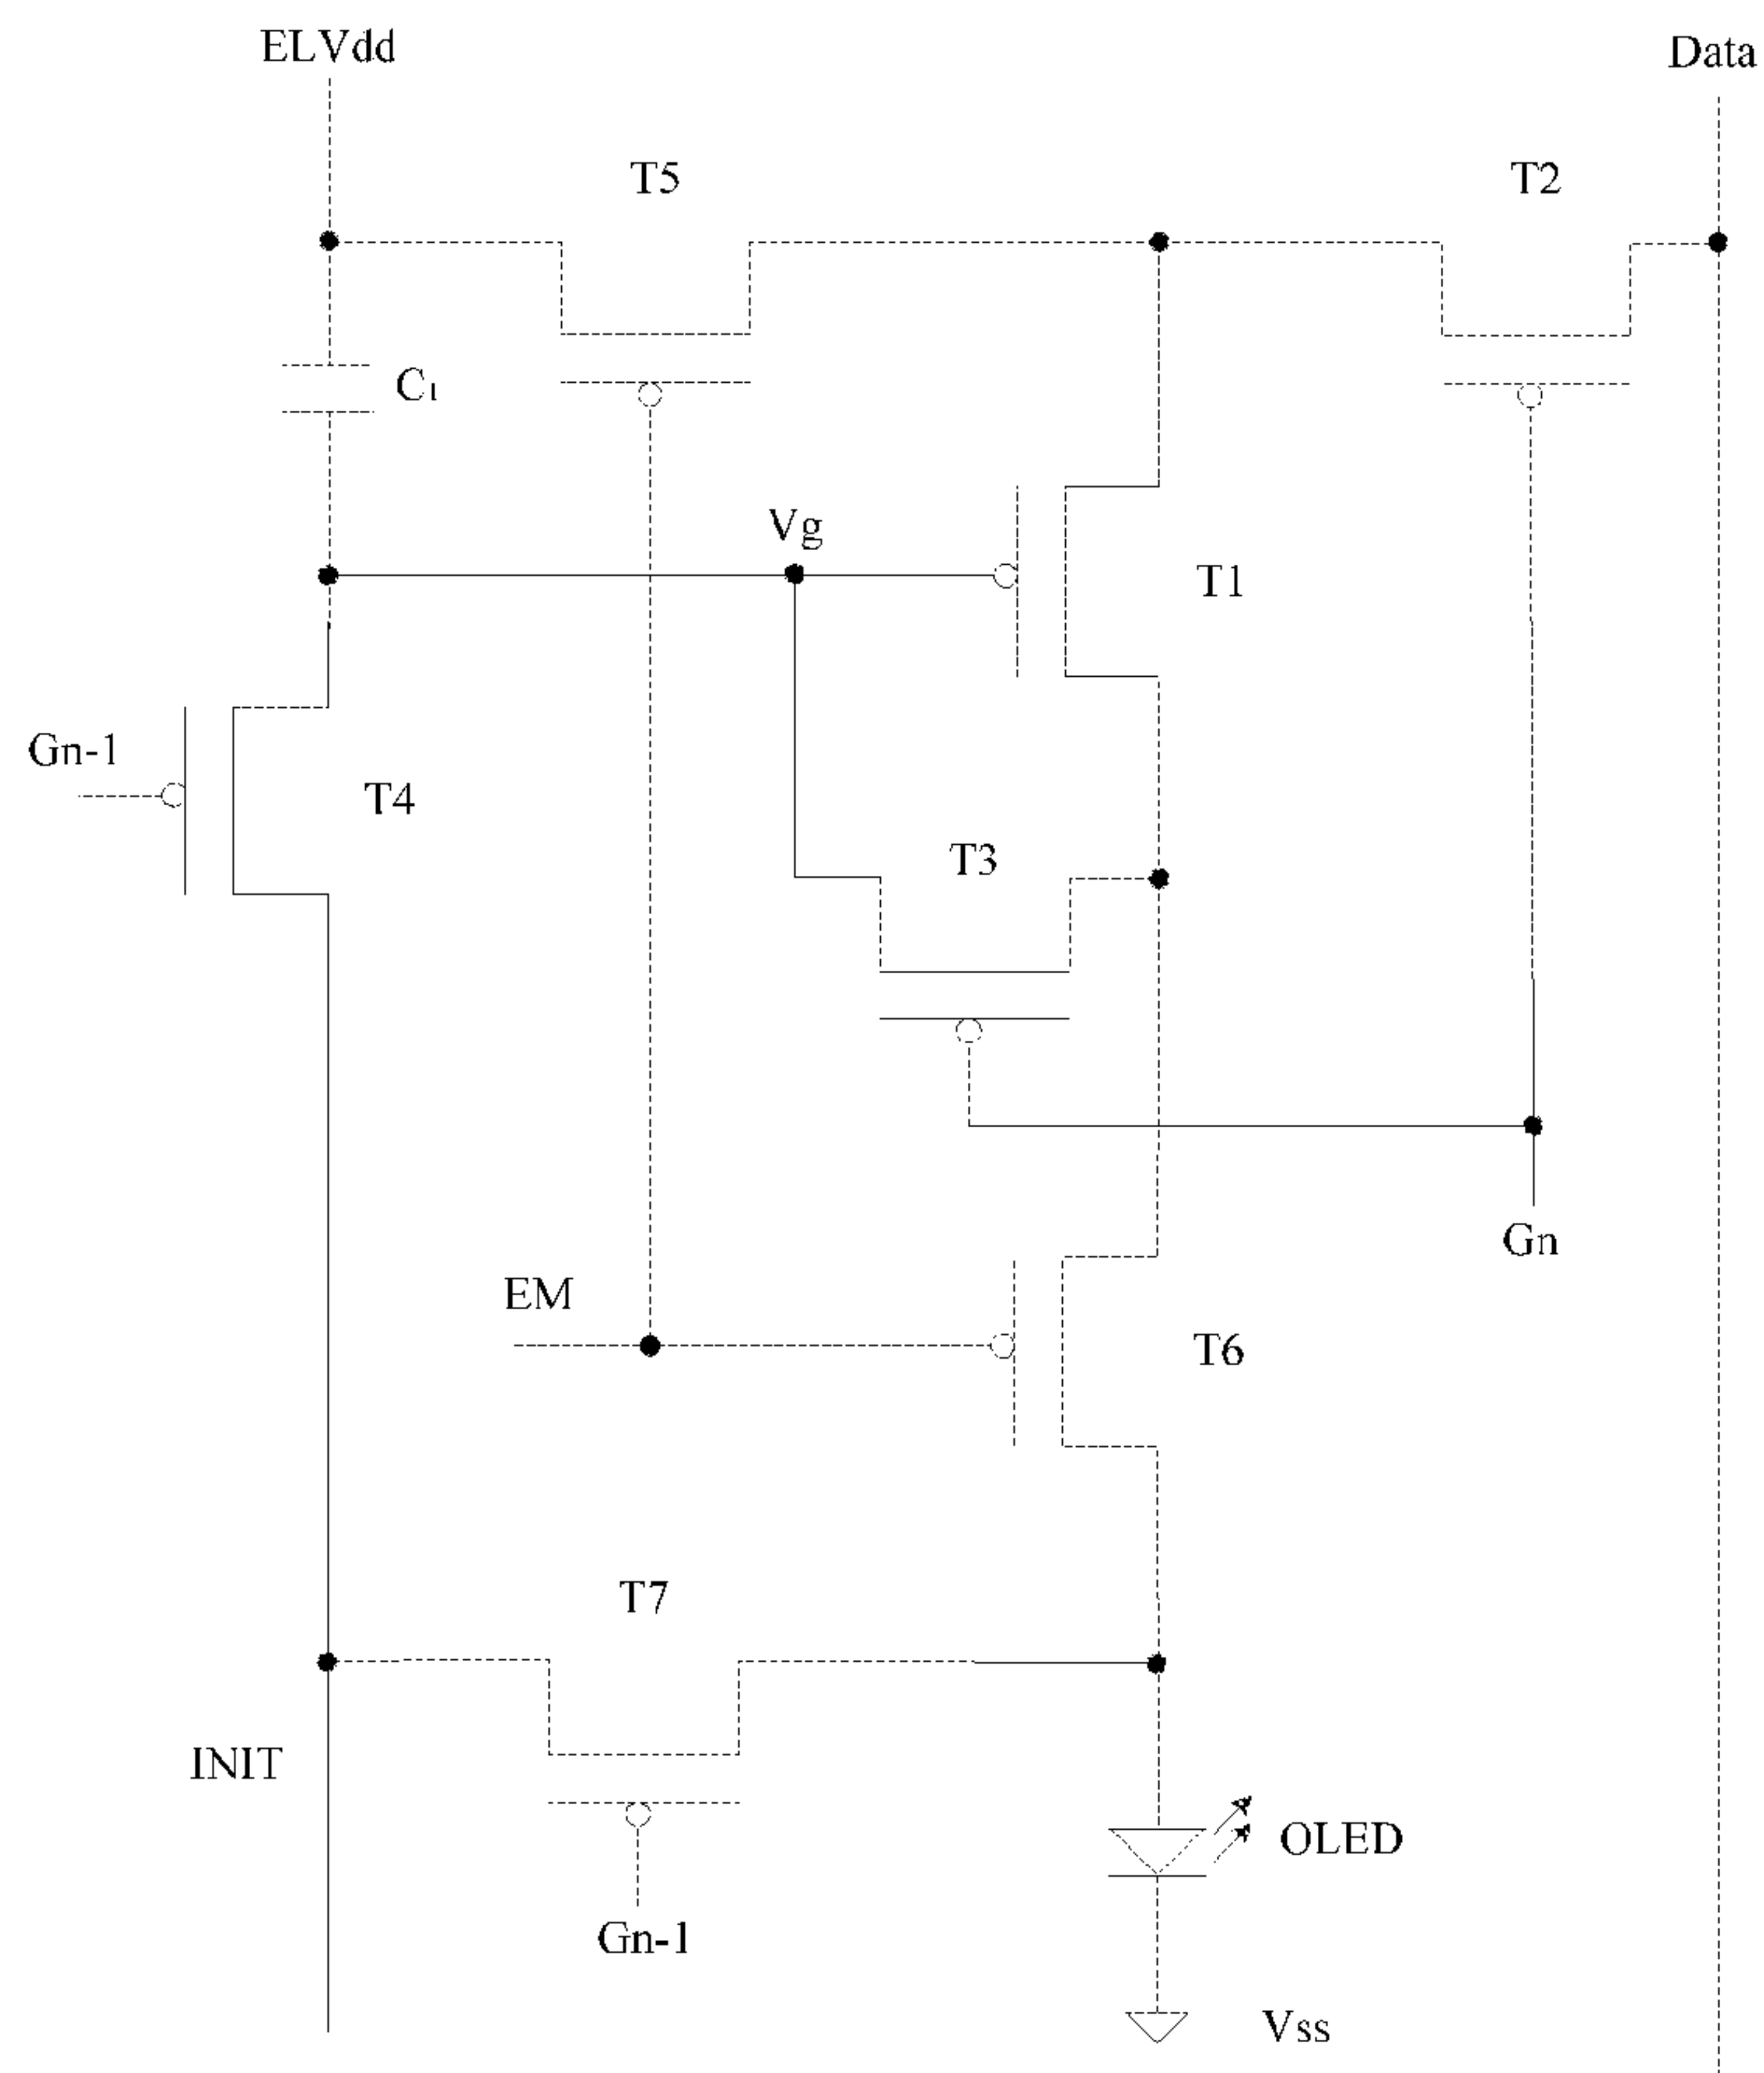 ELVdd
Data
T5
T2
C1
Vg
T1
Gn-1
T4
T3
Gn
EM
T6
T7
INIT
OLED
Gn-1
Vss